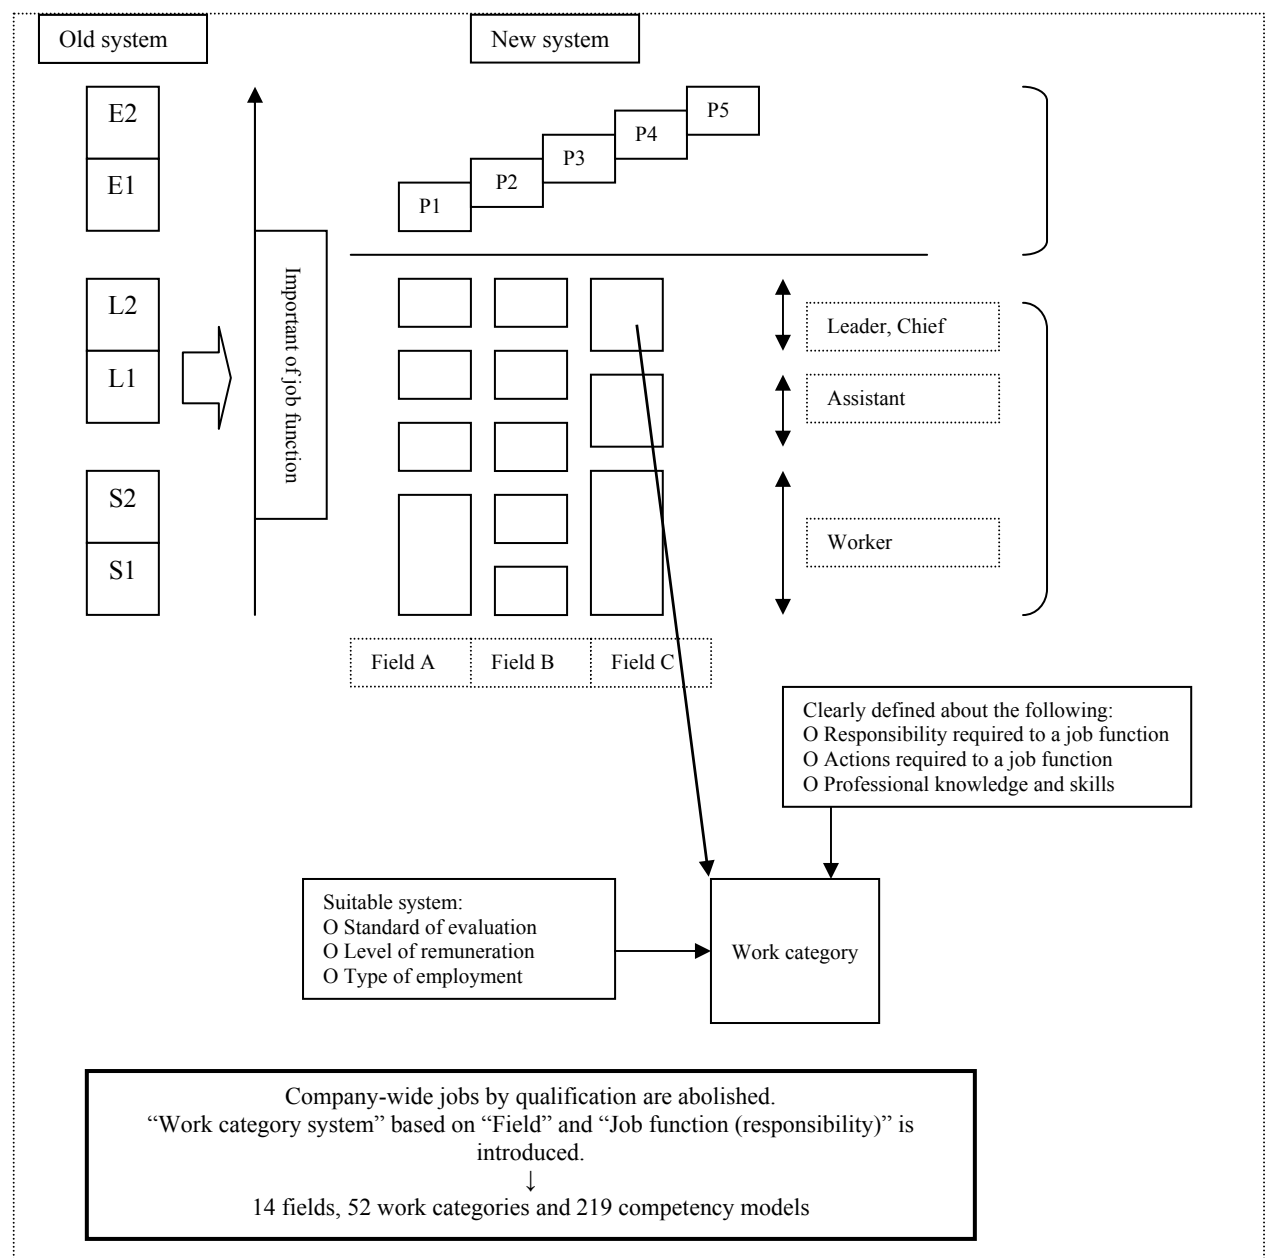 Old system
New system
E2
E1
L2
L1
S2
S1
Important of job function
P1
P2
P3
P4
P5
Leader, Chief
Assistant
Worker
Field A
Field B
Field C
Clearly defined about the following:
O Responsibility required to a job function
O Actions required to a job function
O Professional knowledge and skills
Suitable system:
O Standard of evaluation
O Level of remuneration
O Type of employment
Work category
Company-wide jobs by qualification are abolished.
“Work category system” based on “Field” and “Job function (responsibility)” is
introduced.
↓
14 fields, 52 work categories and 219 competency models